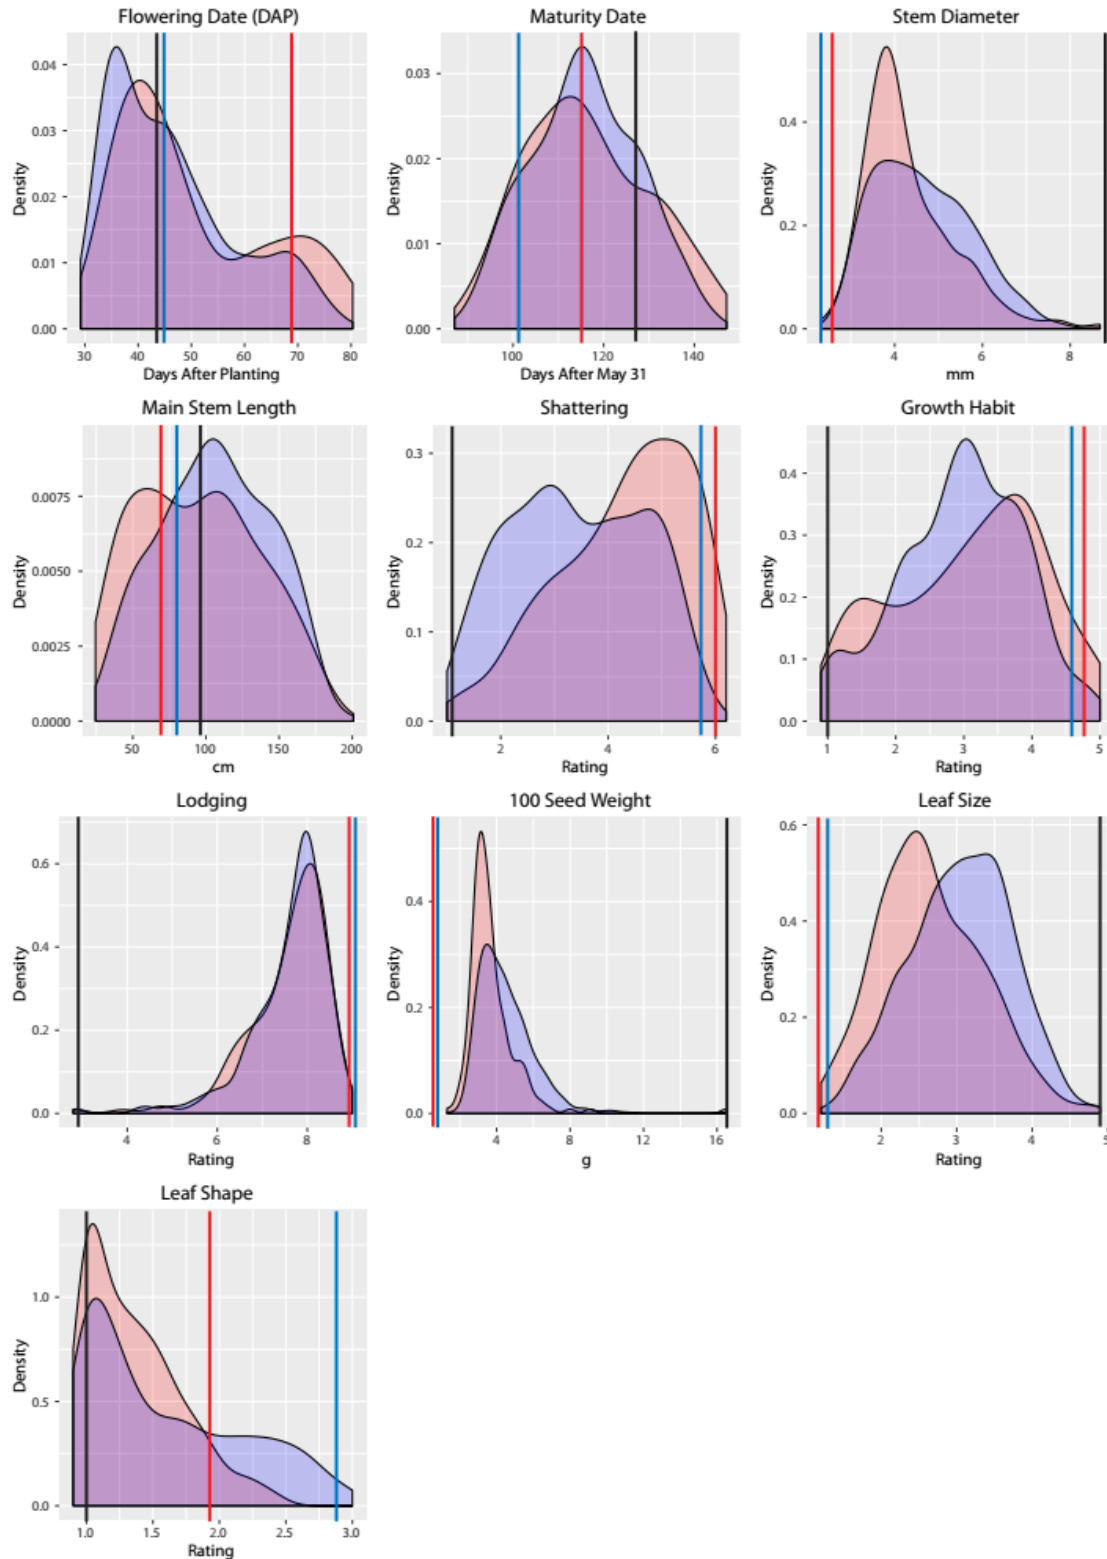 Flowering Date (DAP)
Density
0.04
0.03
0.02
0.01
0.00
30 40 50 60 70 80
Days After Planting
Maturity Date
Density
0.03
0.02
0.01
0.00
100 120 140
Days After May 31
Stem Diameter
Density
0.4
0.2
0.0
4 6 8
mm
Main Stem Length
Density
0.0075
0.0050
0.0025
0.0000
50 100 150 200
cm
Shattering
Density
0.3
0.2
0.1
0.0
2 4 6
Rating
Growth Habit
Density
0.4
0.3
0.2
0.1
0.0
1 2 3 4 5
Rating
Lodging
Density
0.6
0.4
0.2
0.0
4 6 8
Rating
100 Seed Weight
Density
0.4
0.2
0.0
4 8 12 16
g
Leaf Size
Density
0.6
0.4
0.2
0.0
2 3 4 5
Rating
Leaf Shape
Density
1.0
0.5
0.0
1.0 1.5 2.0 2.5 3.0
Rating